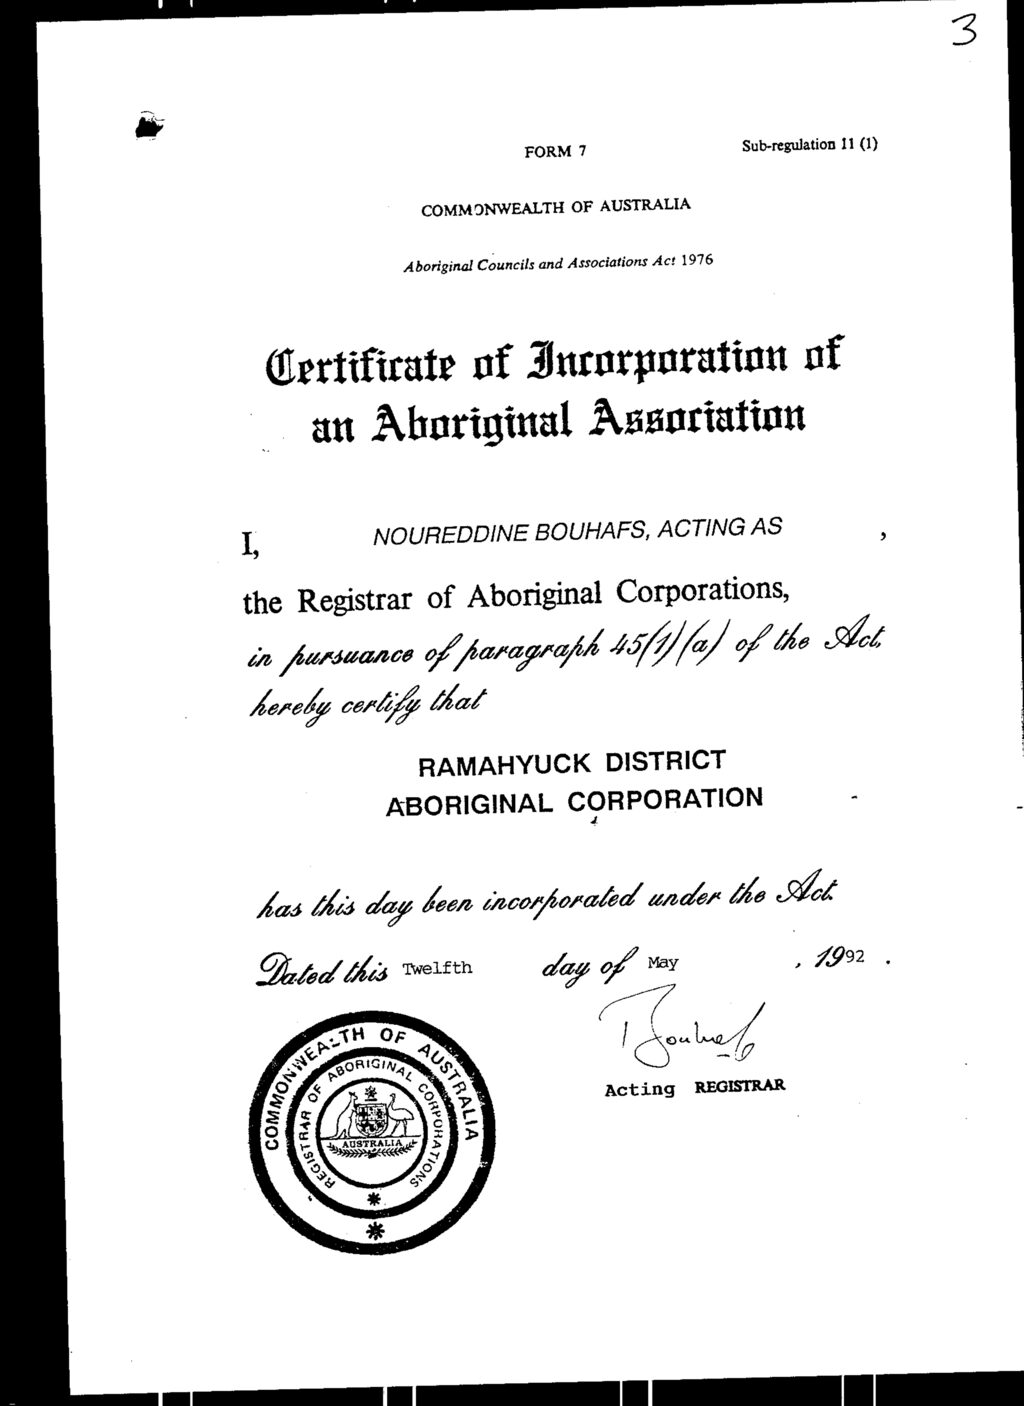 3
FORM 7
Sub-regulation 11 (1)
COMMONWEALTH OF AUSTRALIA
Aboriginal Councils and Associations Act 1976
Certificate of Incorporation of
an Aboriginal Association
I, NOUREDDINE BOUHAFS, ACTING AS ,
the Registrar of Aboriginal Corporations,
in pursuance of paragraph 45(1)(a) of the Act,
hereby certify that
RAMAHYUCK DISTRICT
ABORIGINAL CORPORATION
has this day been incorporated under the Act.
Dated this Twelfth day of May , 1992 .
Bouhafs
Acting REGISTRAR
COMMONWEALTH OF AUSTRALIA
REGISTRAR OF ABORIGINAL CORPORATIONS
AUSTRALIA